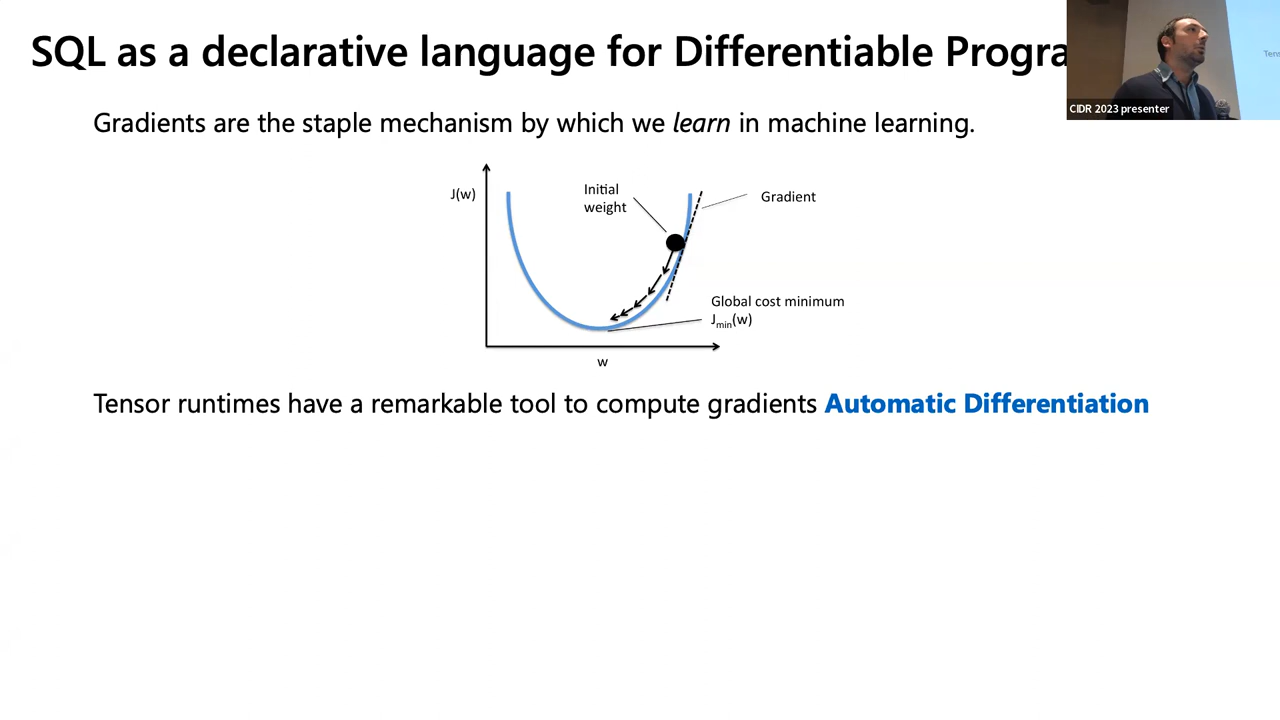 SQL as a declarative language for Differentiable Progra
Tens
CIDR 2023 presenter
Gradients are the staple mechanism by which we learn in machine learning.
J(w)
Initial
weight
Gradient
Global cost minimum
Jmin(w)
w
Tensor runtimes have a remarkable tool to compute gradients Automatic Differentiation